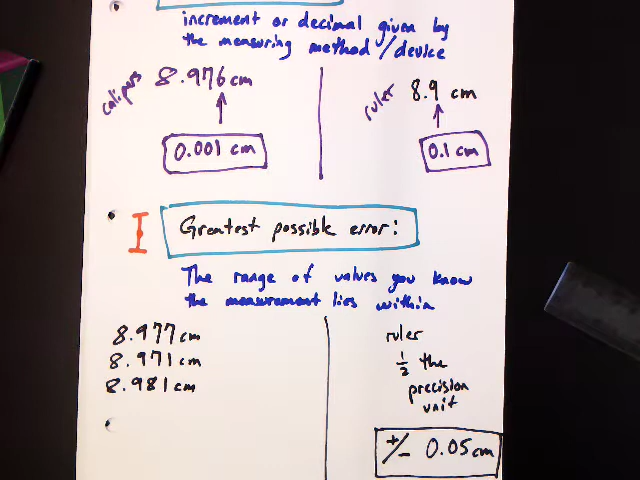 increment or decimal given by
the measuring method/device
calipers 8.976 cm
0.001 cm
ruler 8.9 cm
0.1 cm
Greatest possible error:
The range of values you know
the measurement lies within
8.977 cm
8.971 cm
8.981 cm
ruler
1/2 the
precision
unit
+/- 0.05 cm